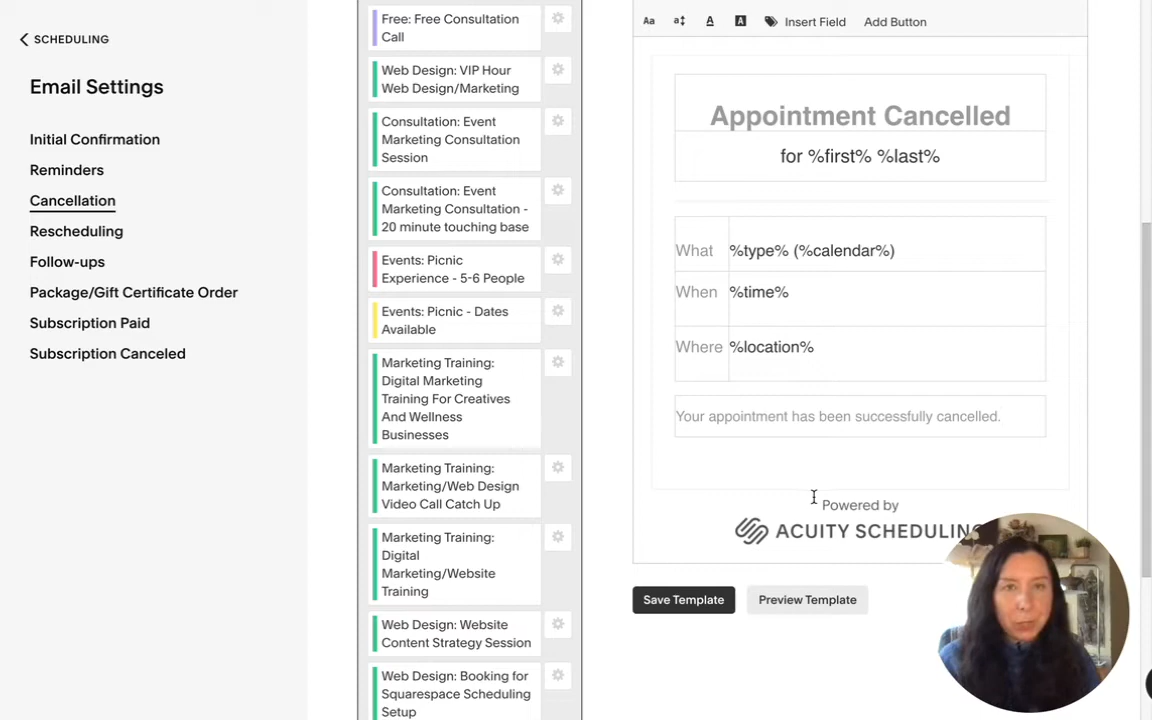 SCHEDULING
Email Settings
Initial Confirmation
Reminders
Cancellation
Rescheduling
Follow-ups
Package/Gift Certificate Order
Subscription Paid
Subscription Canceled
Free: Free Consultation
Call
Web Design: VIP Hour
Web Design/Marketing
Consultation: Event
Marketing Consultation
Session
Consultation: Event
Marketing Consultation -
20 minute touching base
Events: Picnic
Experience - 5-6 People
Events: Picnic - Dates
Available
Marketing Training:
Digital Marketing
Training For Creatives
And Wellness
Businesses
Marketing Training:
Marketing/Web Design
Video Call Catch Up
Marketing Training:
Digital
Marketing/Website
Training
Web Design: Website
Content Strategy Session
Web Design: Booking for
Squarespace Scheduling
Setup
Aa a A A Insert Field Add Button
Appointment Cancelled
for %first% %last%
What %type% (%calendar%)
When %time%
Where %location%
Your appointment has been successfully cancelled.
Powered by
ACUITY SCHEDULING
Save Template Preview Template